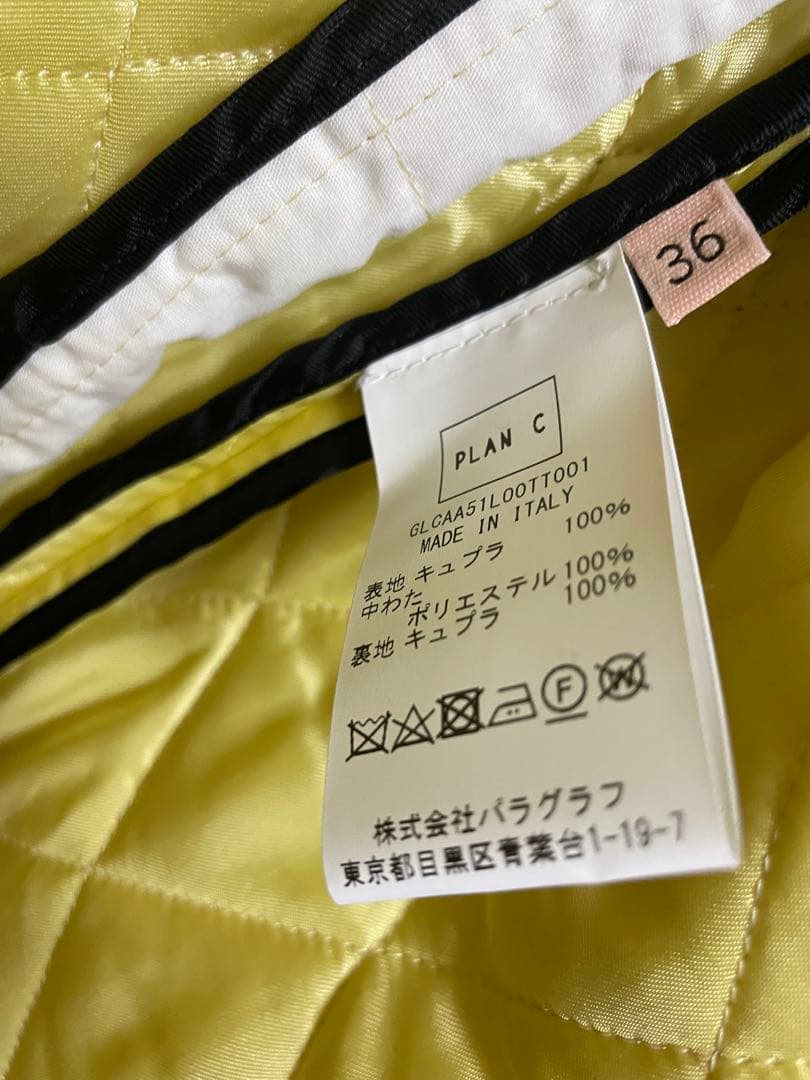 36
PLAN C
GLCAA51L00TT001
MADE IN ITALY
表地 キュプラ 100%
中わた
ポリエステル 100%
裏地 キュプラ 100%
F W
株式会社パラグラフ
東京都目黒区青葉台1-19-7